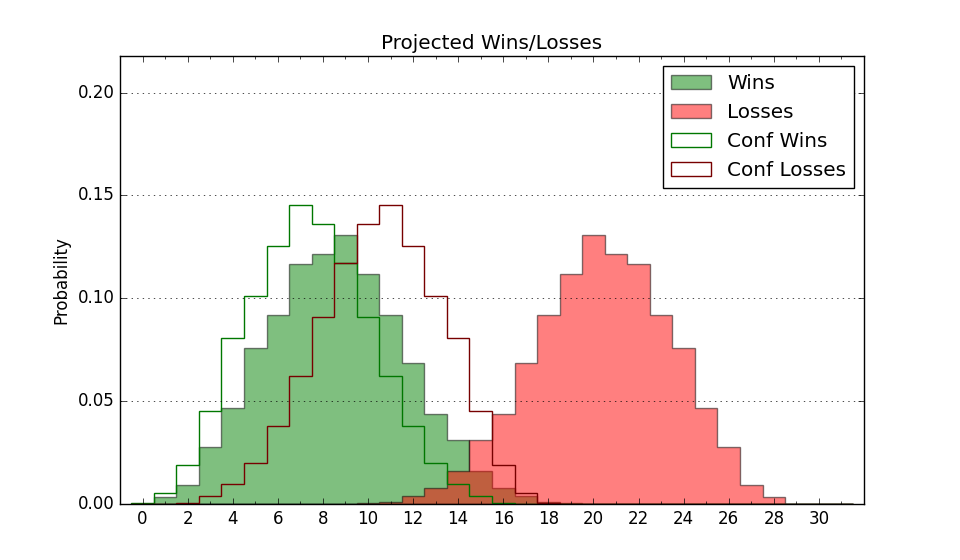 Projected Wins/Losses
Probability
0.20
0.15
0.10
0.05
0.00
0 2 4 6 8 10 12 14 16 18 20 22 24 26 28 30
Wins
Losses
Conf Wins
Conf Losses